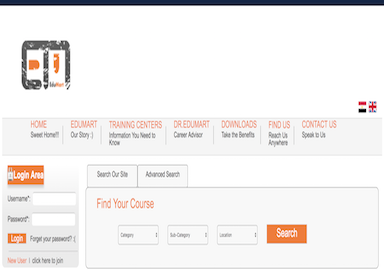 EduMart
HOME EDUMART TRAINING CENTERS DR.EDUMART DOWNLOADS FIND US CONTACT US
Sweet Home!!! Our Story :) Information You Need to Know Career Advisor Take the Benefits Reach Us Anywhere Speak to Us
Login Area
Username*:
Password*:
Login Forget your password? :(
New User ! click here to join
Search Our Site Advanced Search
Find Your Course
Category Sub-Category Location Search